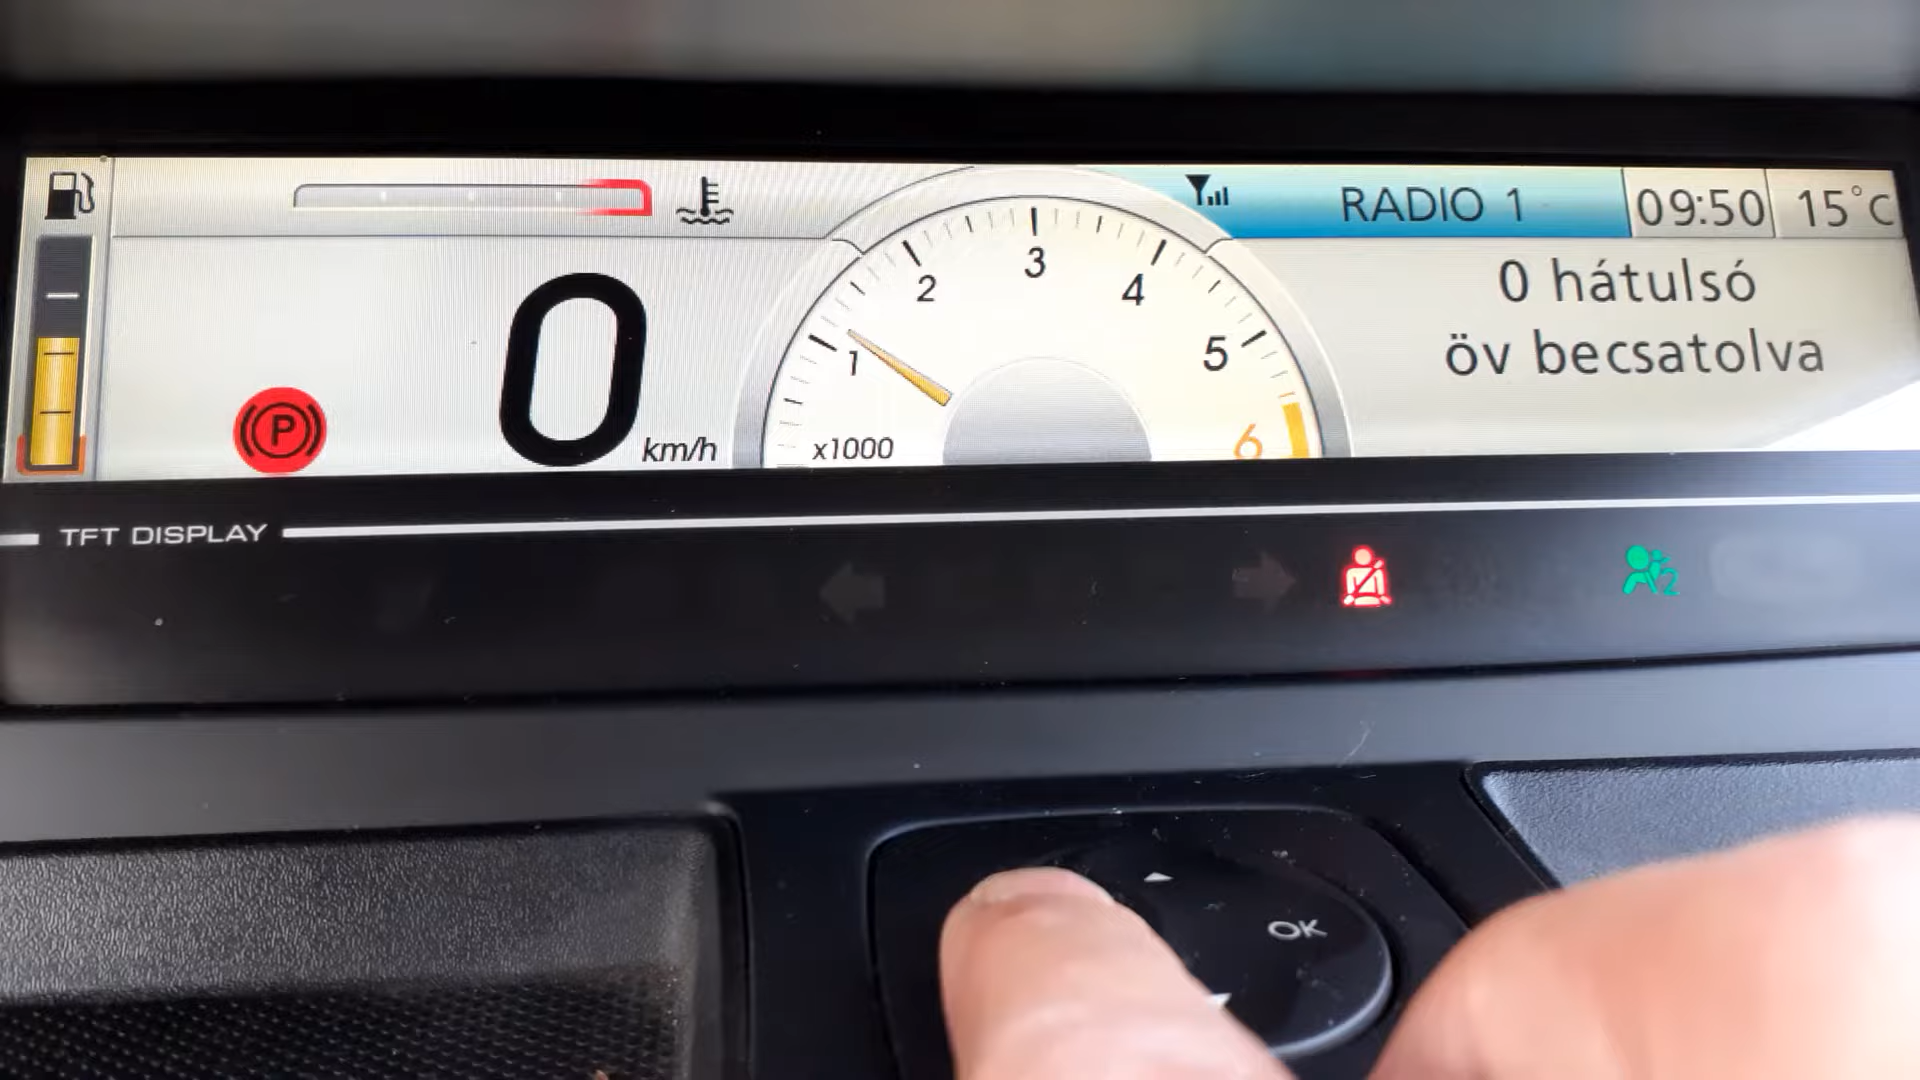 RADIO 1
09:50
15°C
0 hátulsó
öv becsatolva
0
km/h
P
1
2
3
4
5
6
x1000
TFT DISPLAY
2
OK